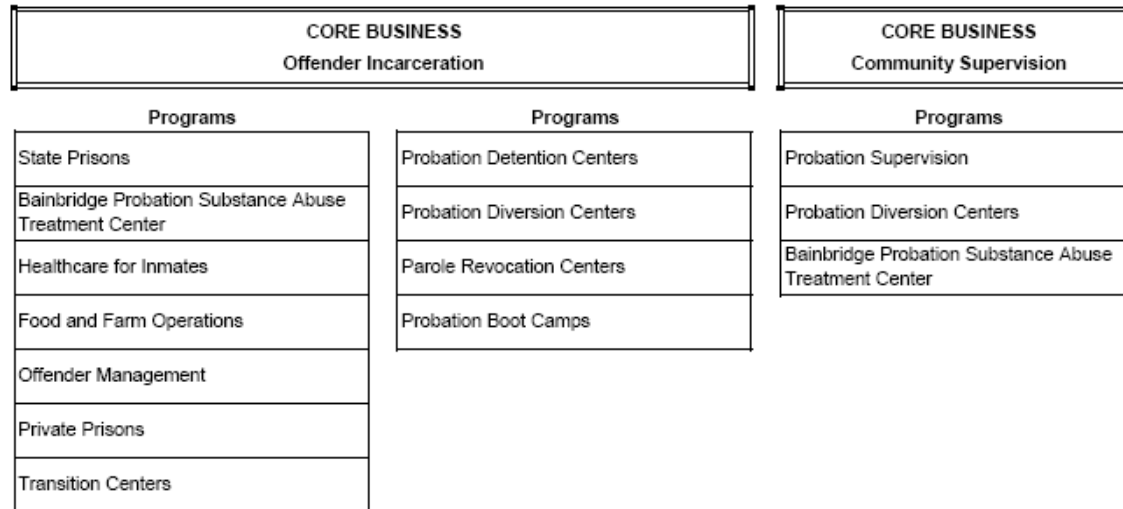 CORE BUSINESS
Offender Incarceration
Programs
State Prisons
Bainbridge Probation Substance Abuse
Treatment Center
Healthcare for Inmates
Food and Farm Operations
Offender Management
Private Prisons
Transition Centers
Programs
Probation Detention Centers
Probation Diversion Centers
Parole Revocation Centers
Probation Boot Camps
CORE BUSINESS
Community Supervision
Programs
Probation Supervision
Probation Diversion Centers
Bainbridge Probation Substance Abuse
Treatment Center